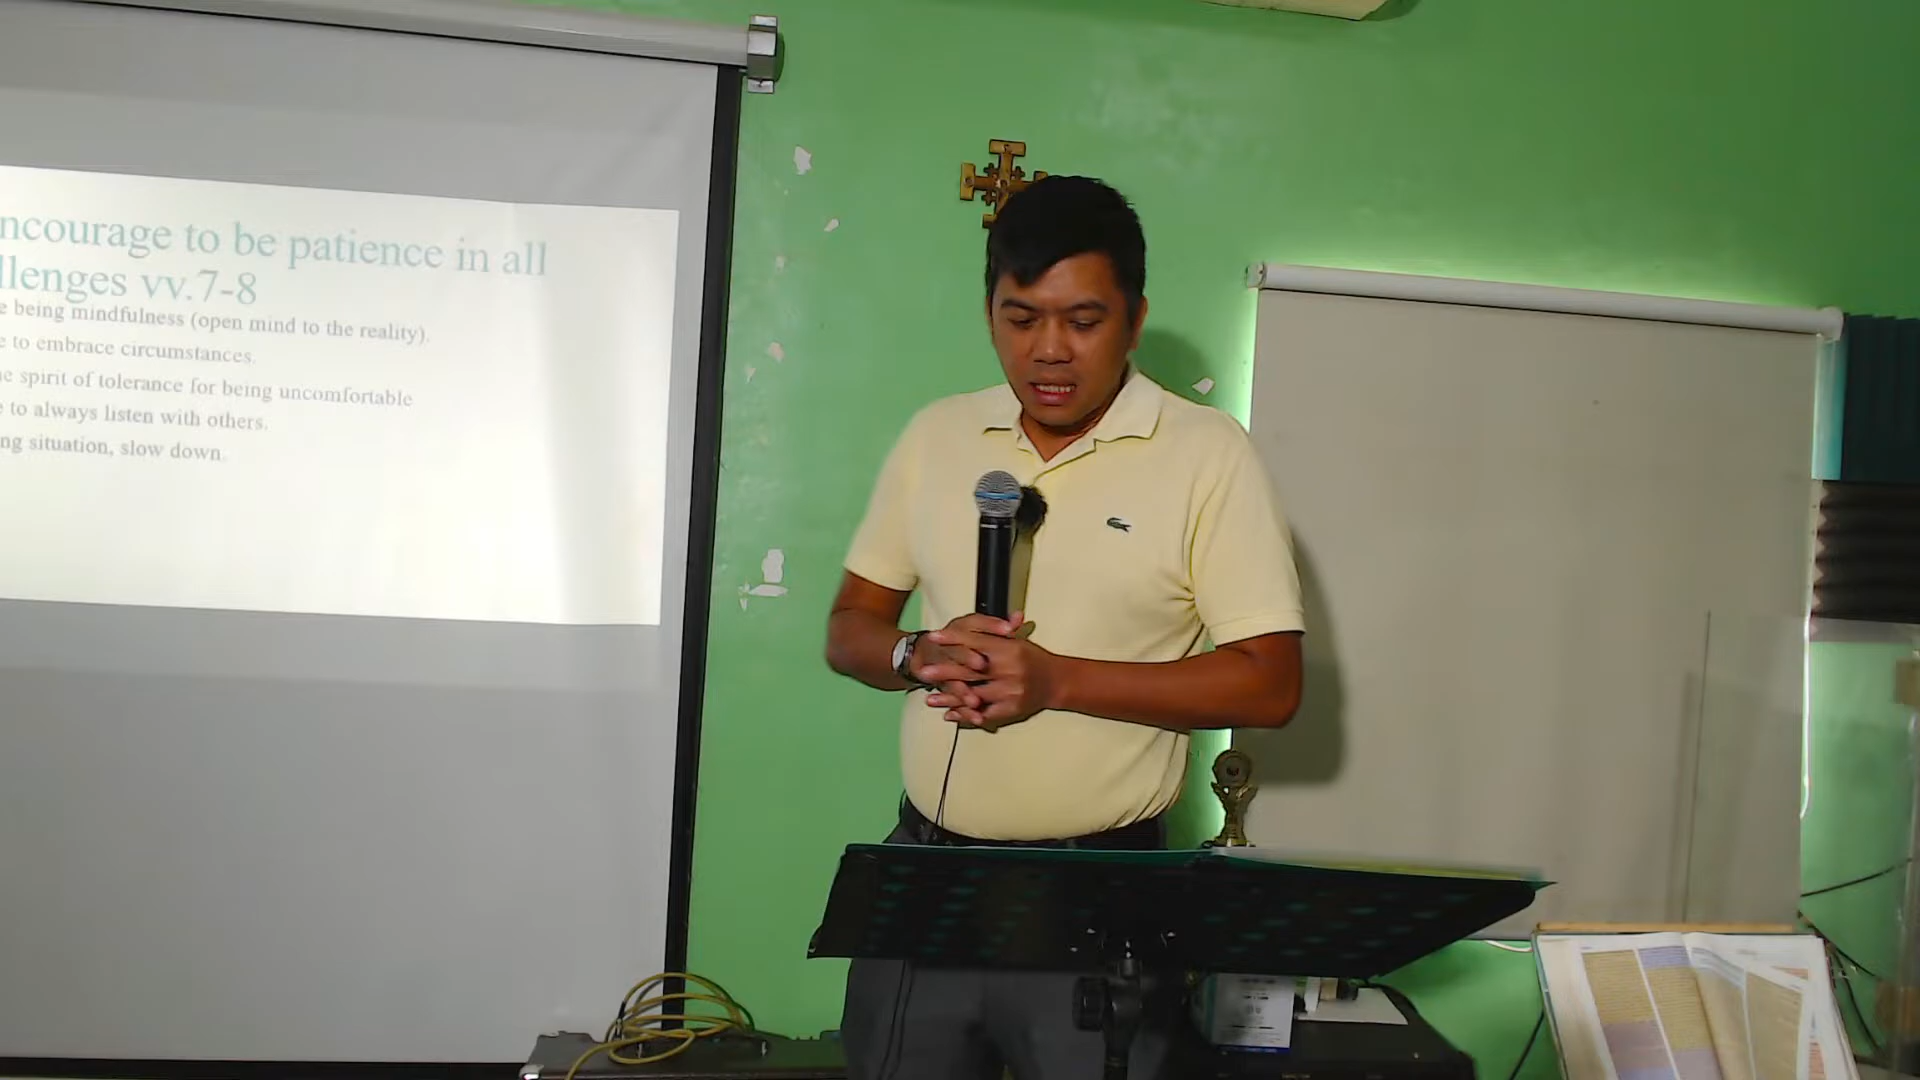 ncourage to be patience in all
llenges vv.7-8
e being mindfulness (open mind to the reality).
e to embrace circumstances.
e spirit of tolerance for being uncomfortable
e to always listen with others.
ng situation, slow down.